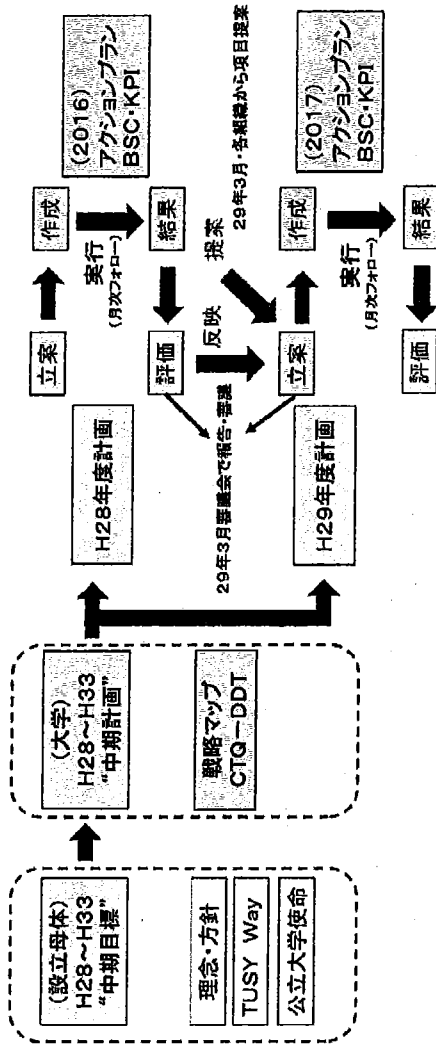 (設立母体)
H28～H33
“中期目標”
理念・方針
TUSY Way
公立大学使命
(大学)
H28～H33
“中期計画”
戦略マップ
CTQ－DDT
H28年度計画
立案
作成
(2016)
アクションプラン
BSC・KPI
実行
(月次フォロー)
評価
結果
29年3月審議会で報告・審議
反映
提案
29年3月・各組織から項目提案
H29年度計画
立案
作成
(2017)
アクションプラン
BSC・KPI
実行
(月次フォロー)
評価
結果